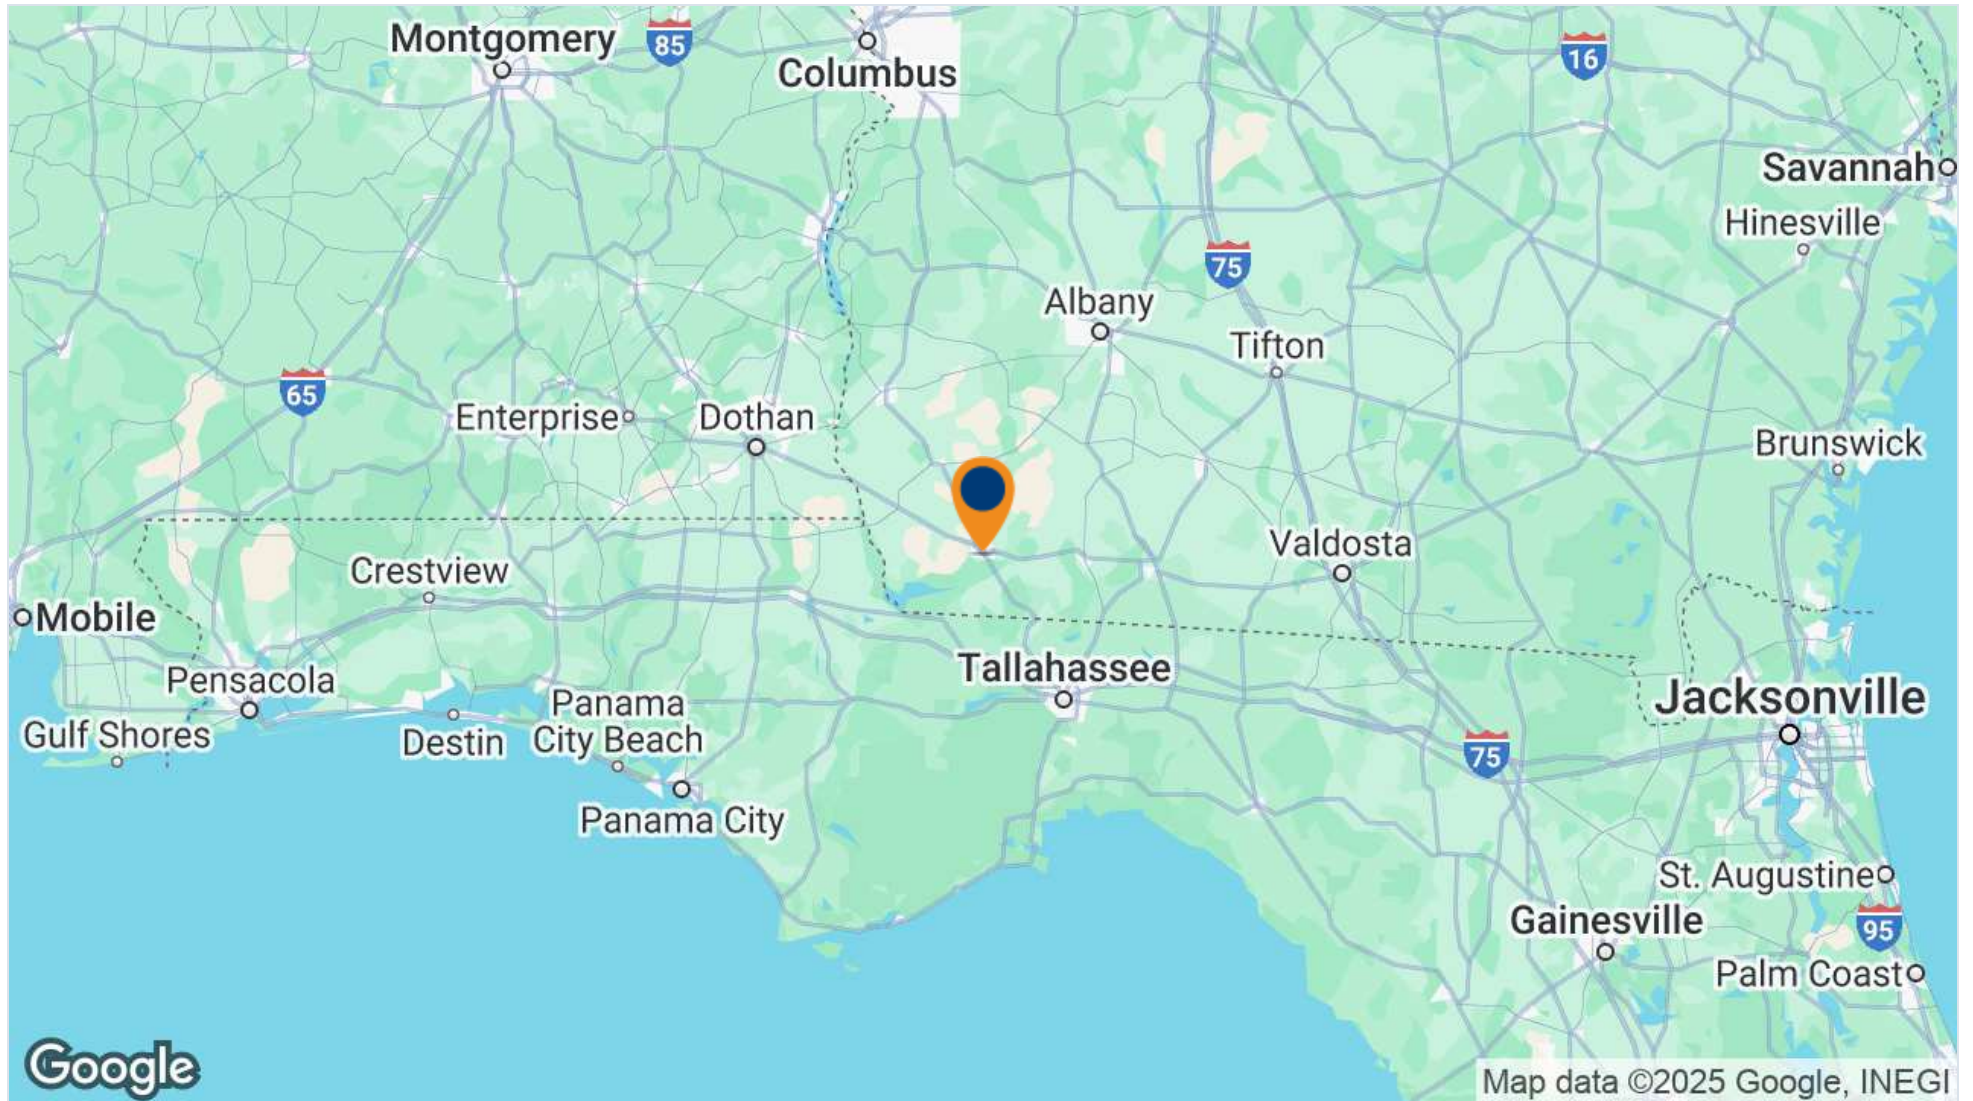 Montgomery
85
Columbus
16
Savannah
Hinesville
75
Albany
Tifton
65
Enterprise
Dothan
Brunswick
Valdosta
Crestview
Mobile
Tallahassee
Pensacola
Jacksonville
Panama
City Beach
Gulf Shores
Destin
75
Panama City
St. Augustine
Gainesville
95
Palm Coast
Google
Map data ©2025 Google, INEGI